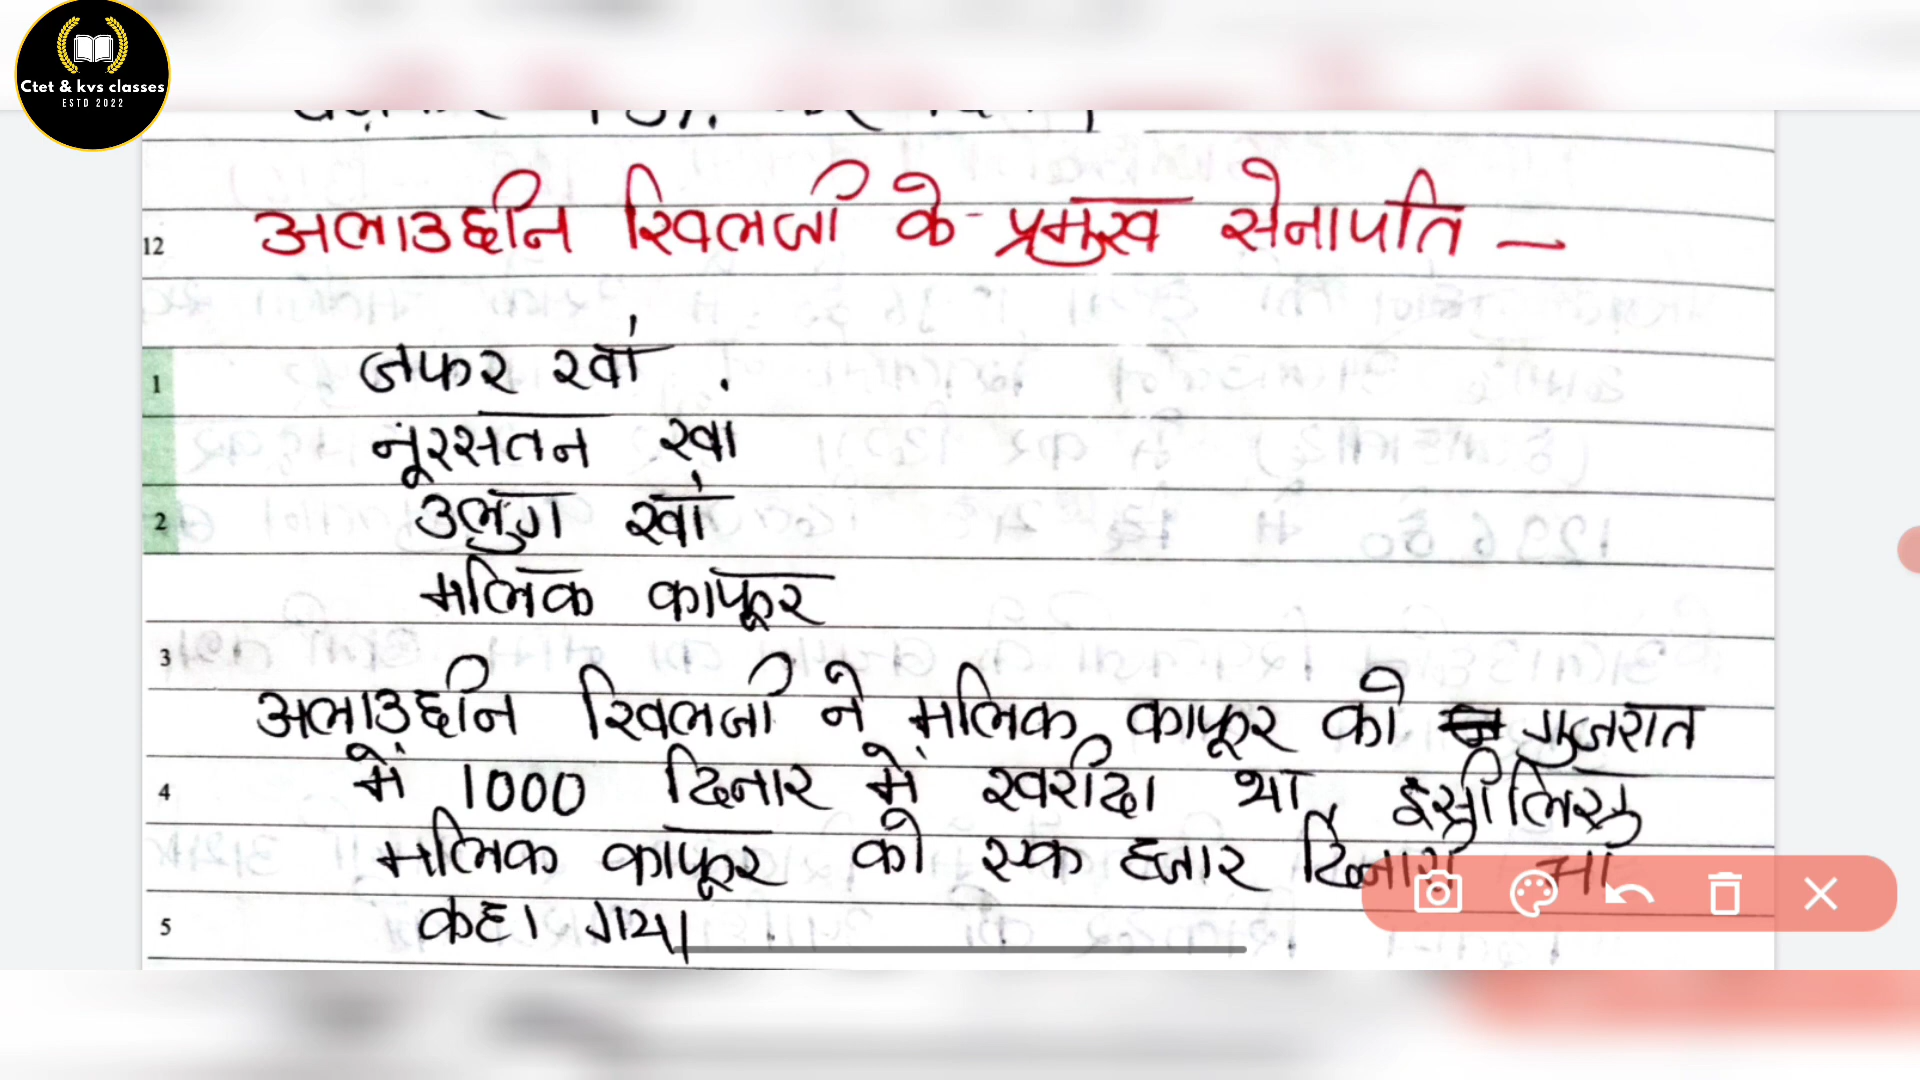 Ctet & kvs classes
ESTD 2022
12
अलाउद्दीन खिलजी के प्रमुख सेनापति –
1
जफर खां
नूरसतन खा
2
उलुग खां
मलिक काफूर
3
अलाउद्दीन खिलजी ने मलिक काफूर को गुजरात
4
में 1000 दिनार में खरीदा था, इसीलिए
मलिक काफूर को एक हजार
5
कहा गया।